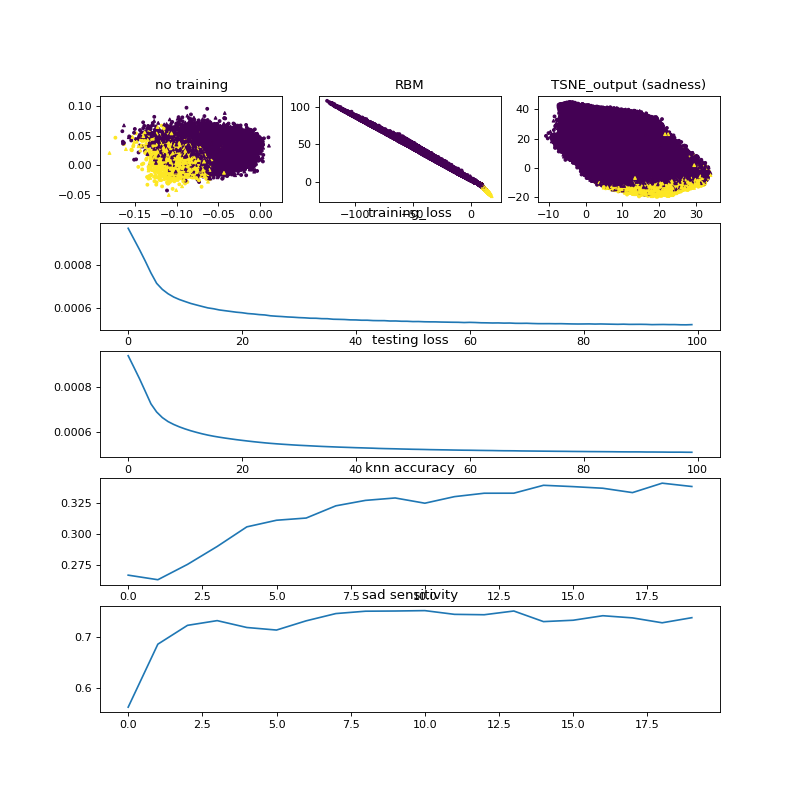 no training
RBM
TSNE_output (sadness)
0.10
0.05
0.00
−0.05
−0.15 −0.10 −0.05 0.00
100
50
0
−100 −50 0
40
20
0
−20
−10 0 10 20 30
training_loss
0.0008
0.0006
0 20 40 60 80 100
testing loss
0.0008
0.0006
0 20 40 60 80 100
knn accuracy
0.325
0.300
0.275
0.0 2.5 5.0 7.5 10.0 12.5 15.0 17.5
sad sensitivity
0.7
0.6
0.0 2.5 5.0 7.5 10.0 12.5 15.0 17.5